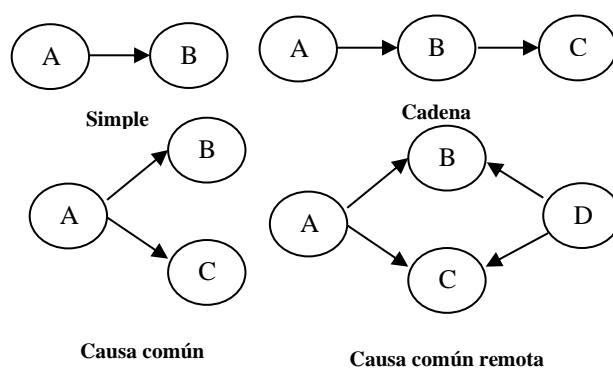 A B
Simple
A B C
Cadena
A B C
Causa común
A B C D
Causa común remota